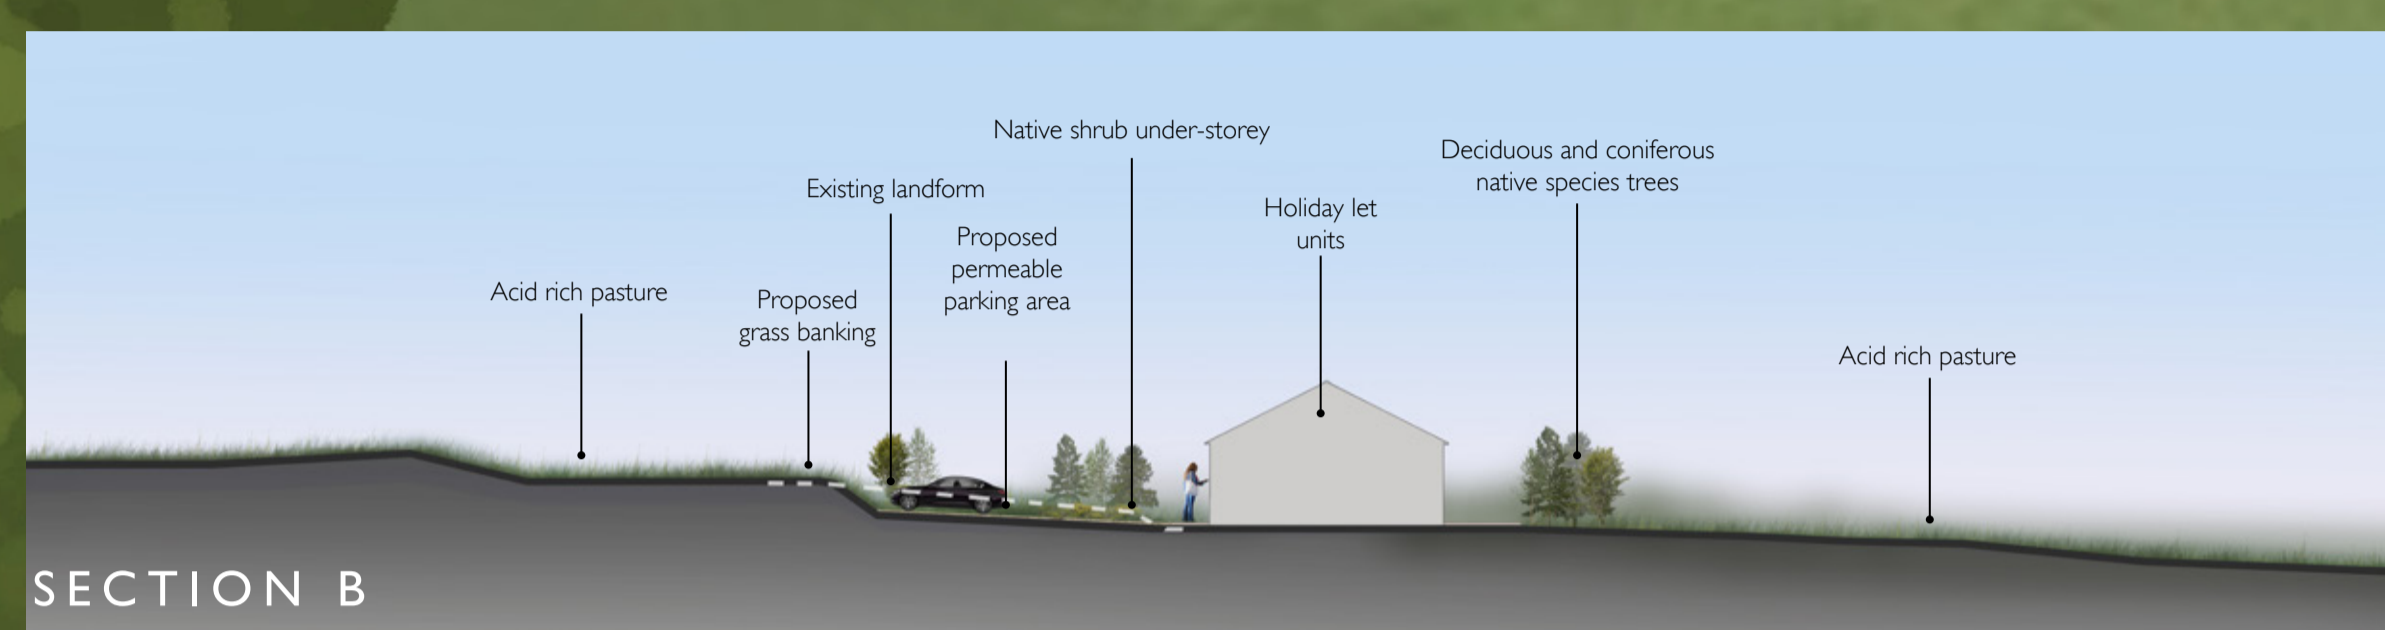 Native shrub under-storey
Deciduous and coniferous
native species trees
Existing landform
Holiday let
units
Proposed
permeable
parking area
Acid rich pasture
Proposed
grass banking
Acid rich pasture
SECTION B